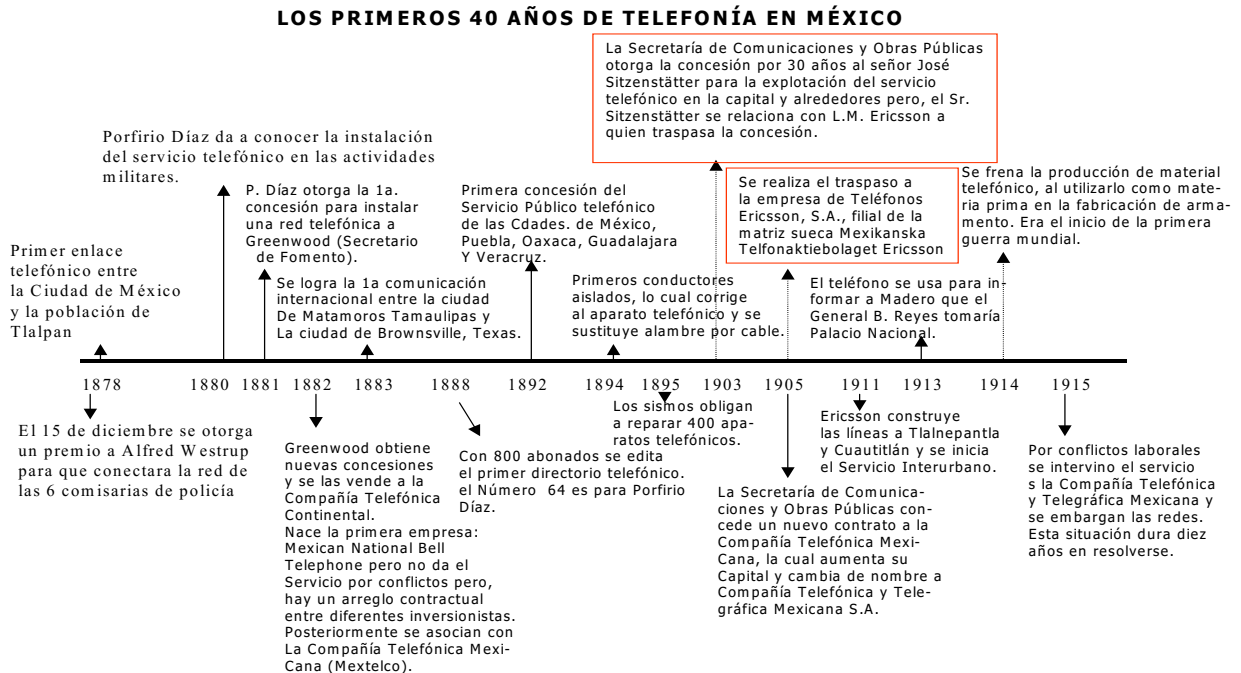 LOS PRIMEROS 40 AÑOS DE TELEFONÍA EN MÉXICO
La Secretaría de Comunicaciones y Obras Públicas
otorga la concesión por 30 años al señor José
Sitzenstätter para la explotación del servicio
telefónico en la capital y alrededores pero, el Sr.
Sitzenstätter se relaciona con L.M. Ericsson a
quien traspasa la concesión.
Porfirio Díaz da a conocer la instalación
del servicio telefónico en las actividades
militares.
P. Díaz otorga la 1a.
concesión para instalar
una red telefónica a
Greenwood (Secretario
de Fomento).
Primera concesión del
Servicio Público telefónico
de las Cdades. de México,
Puebla, Oaxaca, Guadalajara
Y Veracruz.
Se realiza el traspaso a
la empresa de Teléfonos
Ericsson, S.A., filial de la
matriz sueca Mexikanska
Telfonaktiebolaget Ericsson
Se frena la producción de material
telefónico, al utilizarlo como mate-
ria prima en la fabricación de arma-
mento. Era el inicio de la primera
guerra mundial.
Primer enlace
telefónico entre
la Ciudad de México
y la población de
Tlalpan
Se logra la 1a comunicación
internacional entre la ciudad
De Matamoros Tamaulipas y
La ciudad de Brownsville, Texas.
Primeros conductores
aislados, lo cual corrige
al aparato telefónico y se
sustituye alambre por cable.
El teléfono se usa para in-
formar a Madero que el
General B. Reyes tomaría
Palacio Nacional.
1878 1880 1881 1882 1883 1888 1892 1894 1895 1903 1905 1911 1913 1914 1915
El 15 de diciembre se otorga
un premio a Alfred Westrup
para que conectara la red de
las 6 comisarias de policía
Greenwood obtiene
nuevas concesiones
y se las vende a la
Compañía Telefónica
Continental.
Nace la primera empresa:
Mexican National Bell
Telephone pero no da el
Servicio por conflictos pero,
hay un arreglo contractual
entre diferentes inversionistas.
Posteriormente se asocian con
La Compañía Telefónica Mexi-
Cana (Mextelco).
Con 800 abonados se edita
el primer directorio telefónico.
el Número 64 es para Porfirio
Díaz.
Los sismos obligan
a reparar 400 apa-
ratos telefónicos.
La Secretaría de Comunica-
ciones y Obras Públicas con-
cede un nuevo contrato a la
Compañía Telefónica Mexi-
Cana, la cual aumenta su
Capital y cambia de nombre a
Compañía Telefónica y Tele-
gráfica Mexicana S.A.
Ericsson construye
las líneas a Tlalnepantla
y Cuautitlán y se inicia
el Servicio Interurbano.
Por conflictos laborales
se intervino el servicio
s la Compañía Telefónica
y Telegráfica Mexicana y
se embargan las redes.
Esta situación dura diez
años en resolverse.